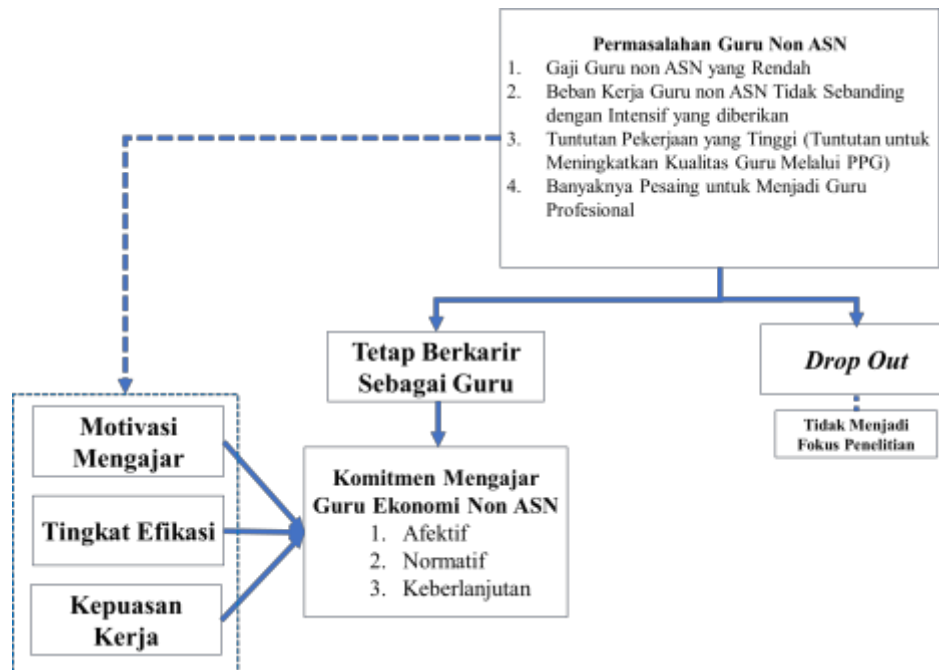 Permasalahan Guru Non ASN
1. Gaji Guru non ASN yang Rendah
2. Beban Kerja Guru non ASN Tidak Sebanding
dengan Intensif yang diberikan
3. Tuntutan Pekerjaan yang Tinggi (Tuntutan untuk
Meningkatkan Kualitas Guru Melalui PPG)
4. Banyaknya Pesaing untuk Menjadi Guru
Profesional
Tetap Berkarir
Sebagai Guru
Drop Out
Tidak Menjadi
Fokus Penelitian
Motivasi
Mengajar
Tingkat Efikasi
Kepuasan
Kerja
Komitmen Mengajar
Guru Ekonomi Non ASN
1. Afektif
2. Normatif
3. Keberlanjutan